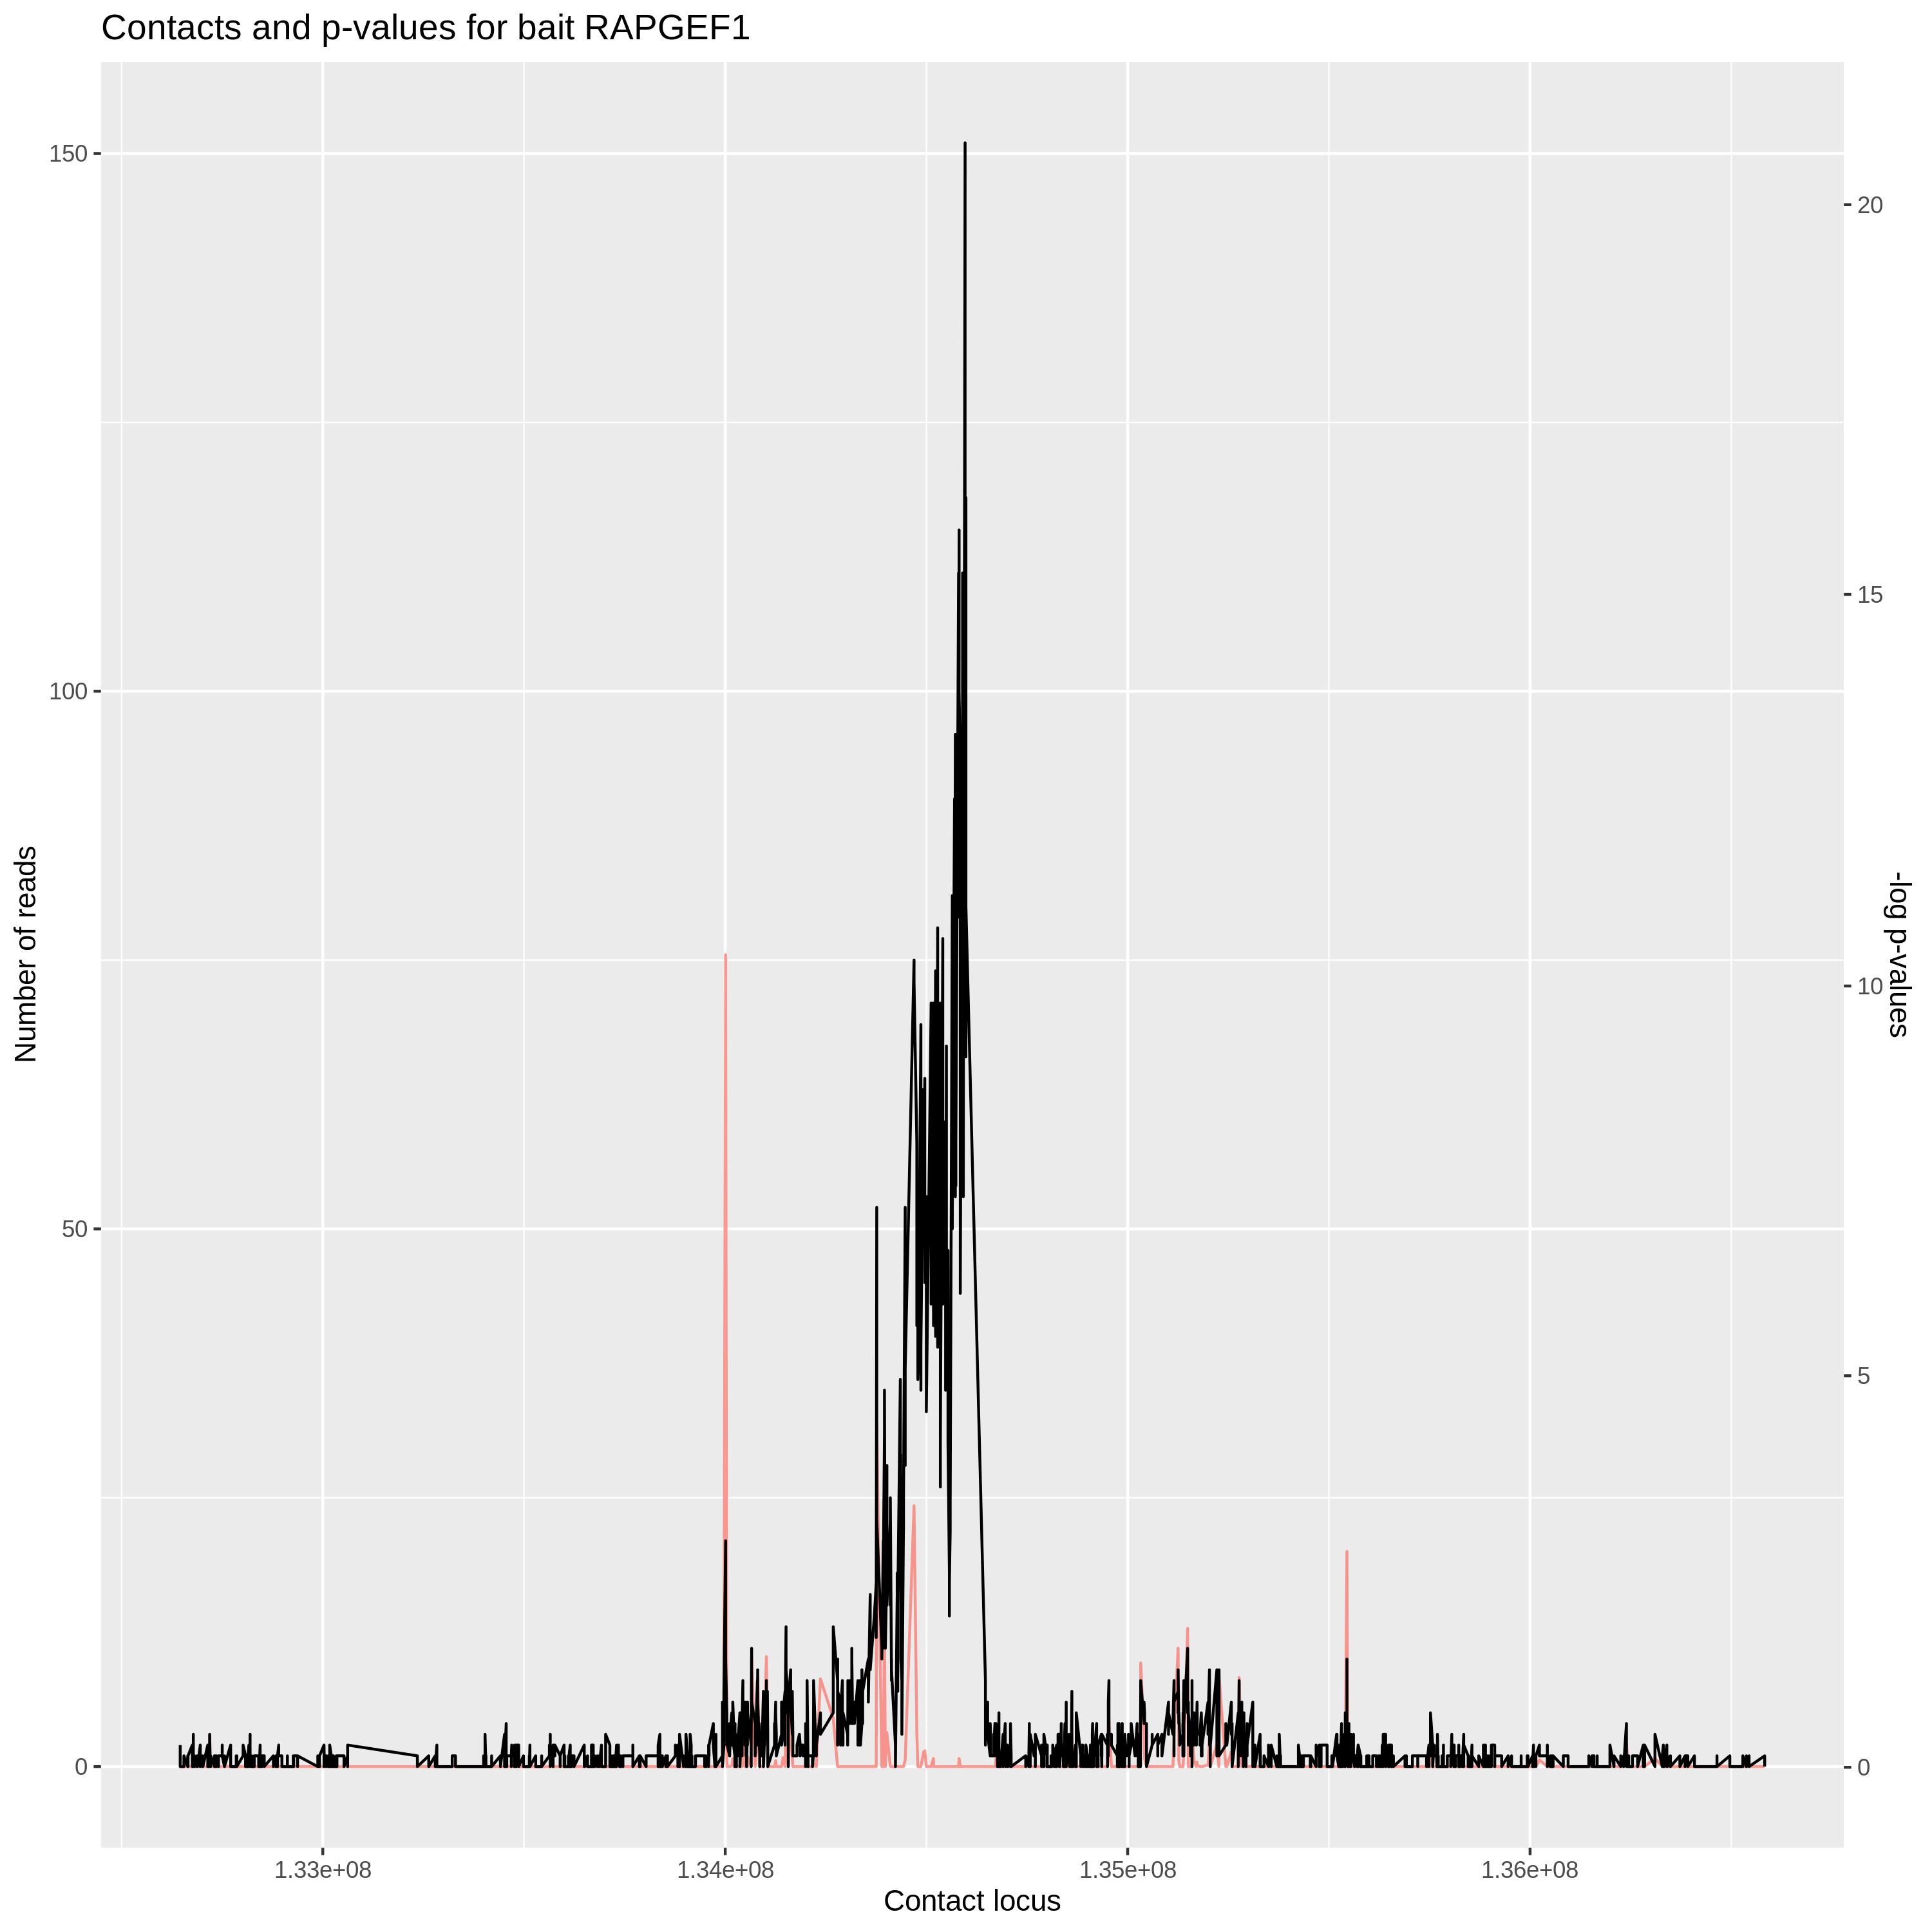 Contacts and p-values for bait RAPGEF1
150
100
50
0
Number of reads
20
15
10
5
0
-log p-values
1.33e+08
1.34e+08
1.35e+08
1.36e+08
Contact locus